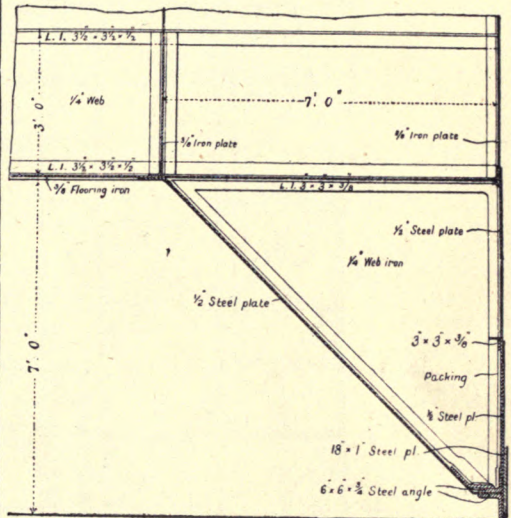 L. I. 3½" × 3½" × ½"
¼" Web
7'. 0"
3'. 0"
⅜" Iron plate
⅜" Iron plate
L. I. 3½" × 3½" × ½"
⅜" Flooring iron
L. I. 3" × 3" × ⅜"
½" Steel plate
¼" Web iron
½" Steel plate
3" × 3" × ⅜"
7'. 0"
Packing
½" Steel pl.
18" × 1" Steel pl.
6" × 6" × ¾" Steel angle